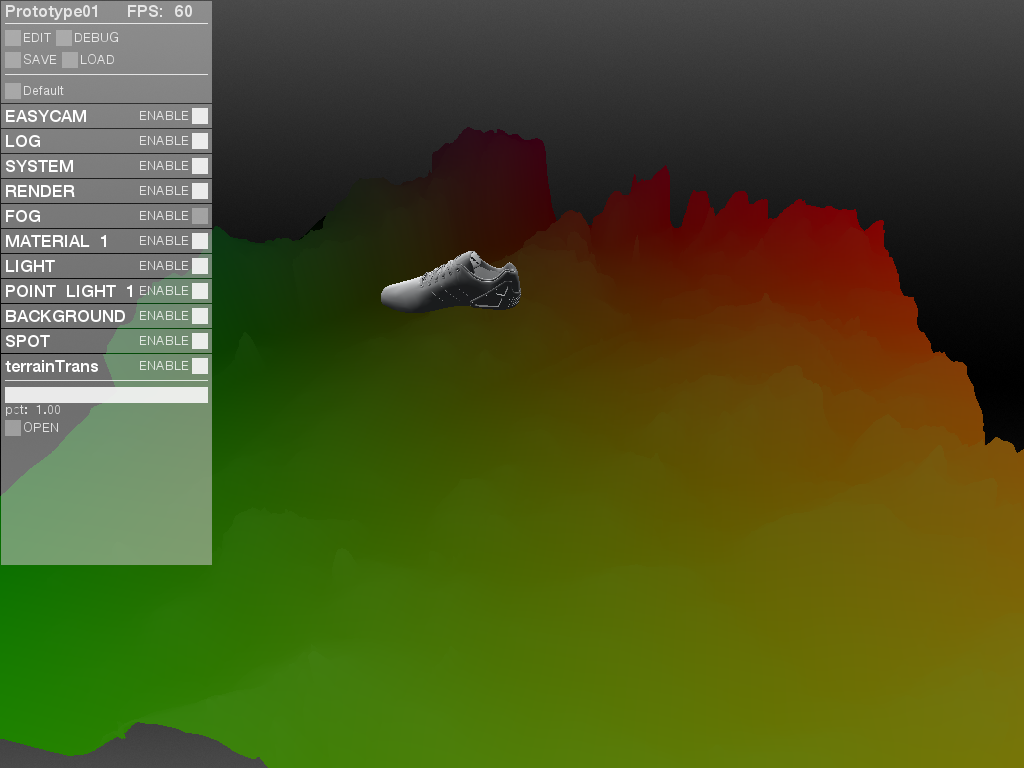 Prototype01 FPS: 60
EDIT DEBUG
SAVE LOAD
Default
EASYCAM ENABLE
LOG ENABLE
SYSTEM ENABLE
RENDER ENABLE
FOG ENABLE
MATERIAL 1 ENABLE
LIGHT ENABLE
POINT LIGHT 1 ENABLE
BACKGROUND ENABLE
SPOT ENABLE
terrainTrans ENABLE
pct: 1.00
OPEN